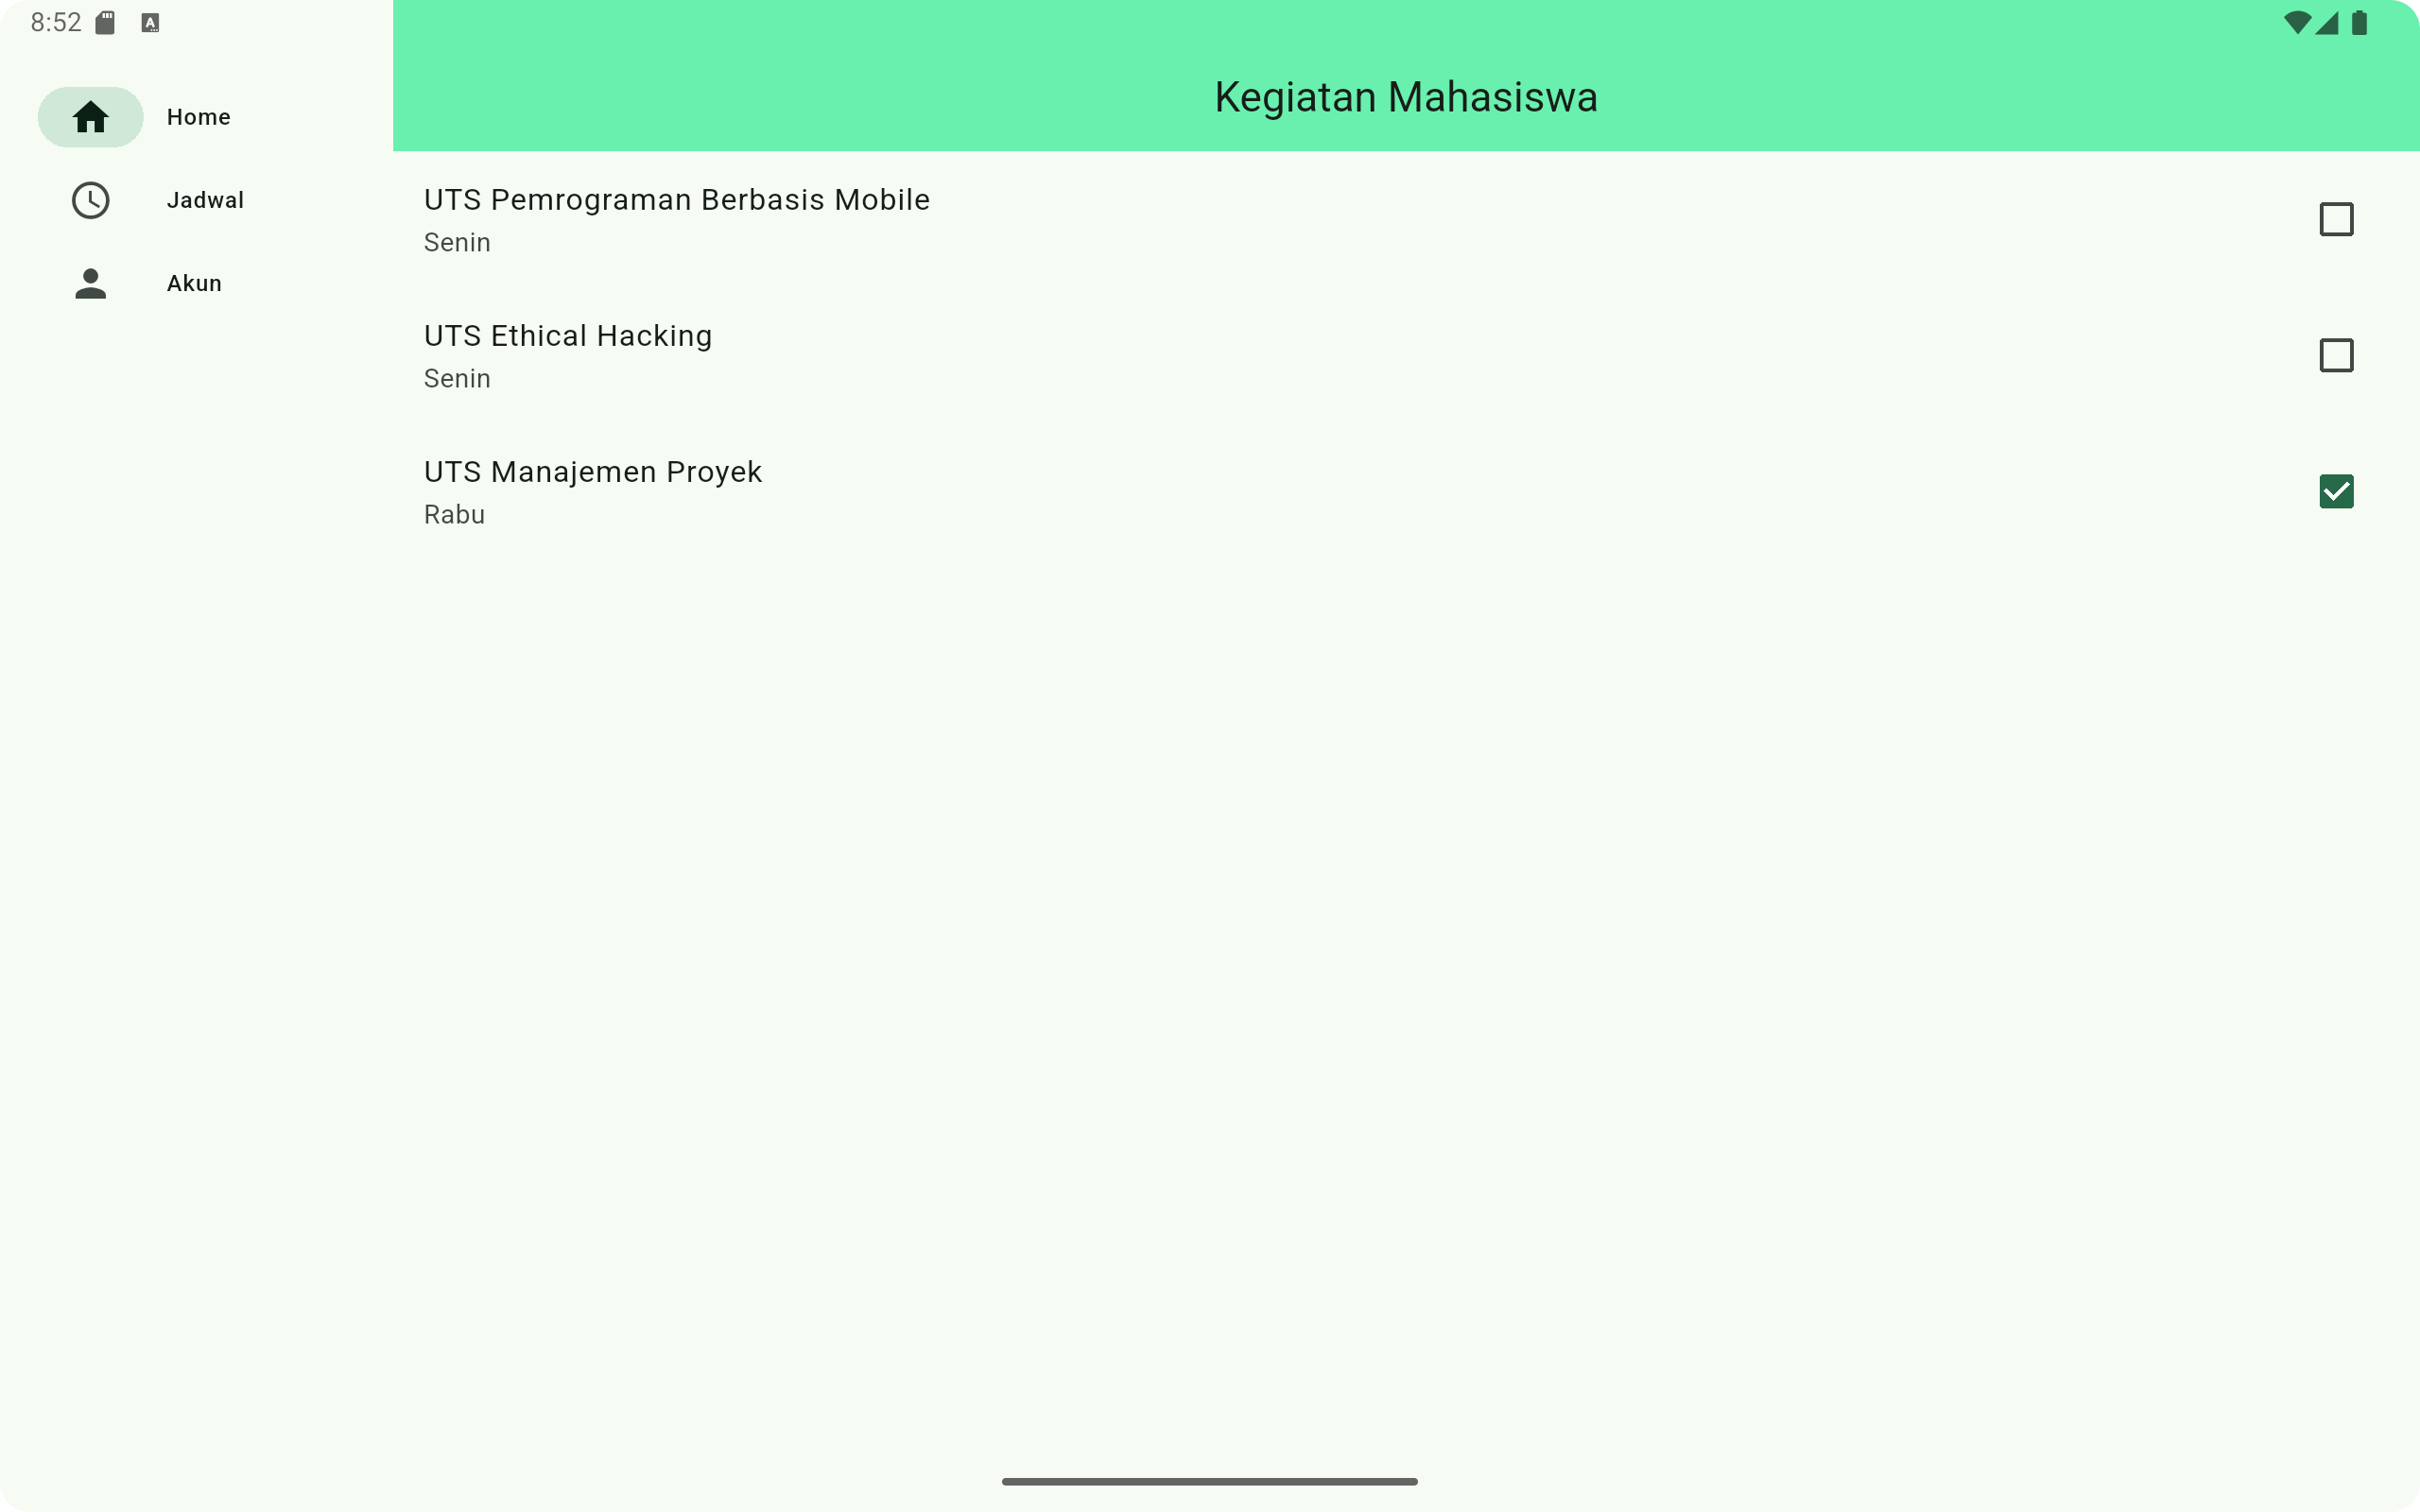 8:52
Kegiatan Mahasiswa
Home
Jadwal
Akun
UTS Pemrograman Berbasis Mobile
Senin
UTS Ethical Hacking
Senin
UTS Manajemen Proyek
Rabu